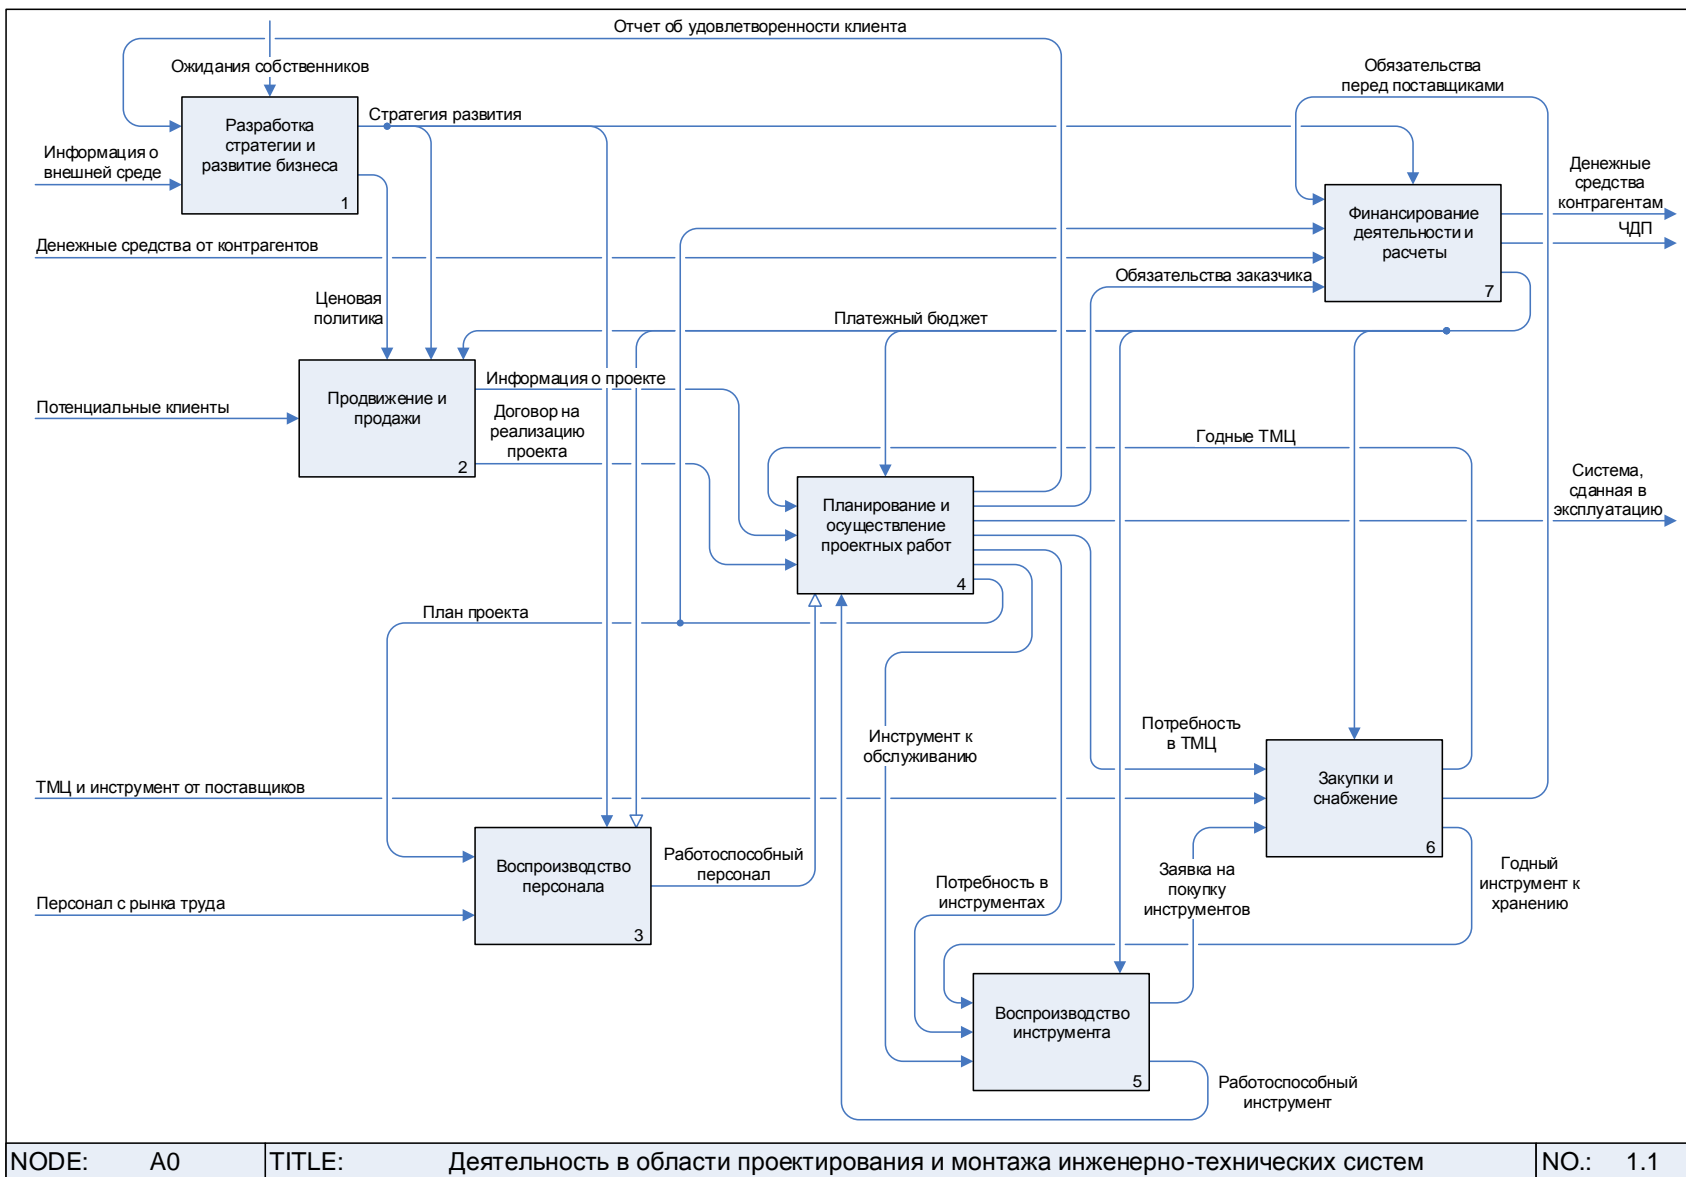 Отчет об удовлетворенности клиента
Ожидания собственников
Обязательства
перед поставщиками
Стратегия развития
Разработка
стратегии и
развитие бизнеса
1
Информация о
внешней среде
Денежные
средства
контрагентам
ЧДП
Финансирование
деятельности и
расчеты
7
Денежные средства от контрагентов
Обязательства заказчика
Ценовая
политика
Платежный бюджет
Продвижение и
продажи
2
Информация о проекте
Потенциальные клиенты
Договор на
реализацию
проекта
Годные ТМЦ
Система,
сданная в
эксплуатацию
Планирование и
осуществление
проектных работ
4
План проекта
Инструмент к
обслуживанию
Потребность
в ТМЦ
ТМЦ и инструмент от поставщиков
Закупки и
снабжение
6
Воспроизводство
персонала
3
Работоспособный
персонал
Персонал с рынка труда
Потребность в
инструментах
Заявка на
покупку
инструментов
Годный
инструмент к
хранению
Воспроизводство
инструмента
5
Работоспособный
инструмент
NODE: A0 TITLE: Деятельность в области проектирования и монтажа инженерно-технических систем NO.: 1.1